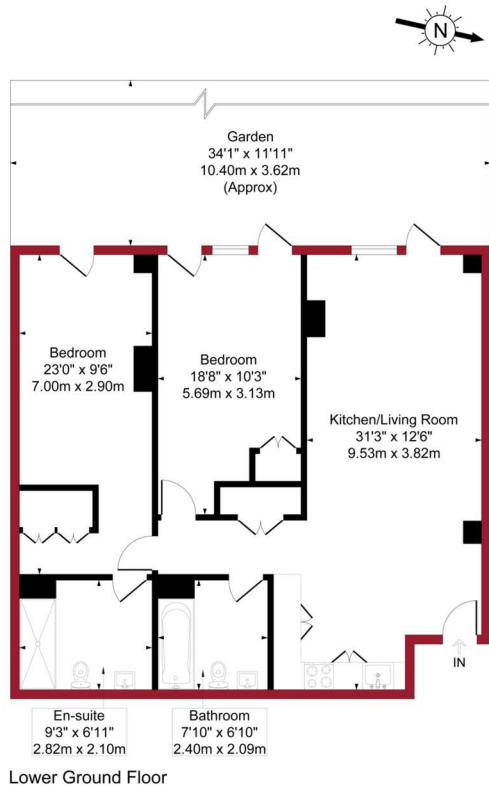 N
Garden
34'1" x 11'11"
10.40m x 3.62m
(Approx)
Bedroom
23'0" x 9'6"
7.00m x 2.90m
Bedroom
18'8" x 10'3"
5.69m x 3.13m
Kitchen/Living Room
31'3" x 12'6"
9.53m x 3.82m
IN
En-suite
9'3" x 6'11"
2.82m x 2.10m
Bathroom
7'10" x 6'10"
2.40m x 2.09m
Lower Ground Floor